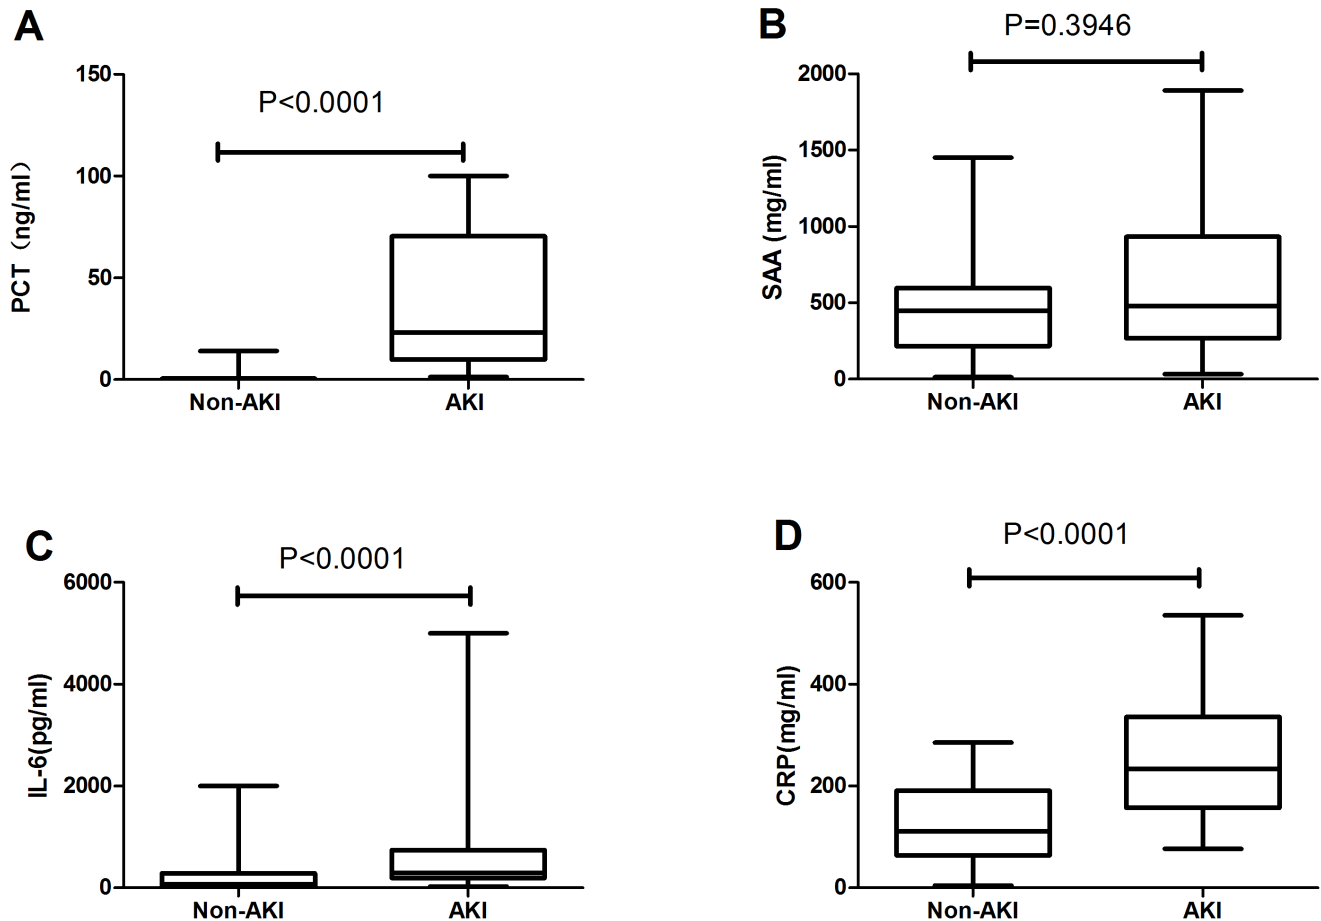 A
P<0.0001
PCT（ng/ml）
150
100
50
0
Non-AKI
AKI
B
P=0.3946
SAA (mg/ml)
2000
1500
1000
500
0
Non-AKI
AKI
C
P<0.0001
IL-6(pg/ml)
6000
4000
2000
0
Non-AKI
AKI
D
P<0.0001
CRP(mg/ml)
600
400
200
0
Non-AKI
AKI